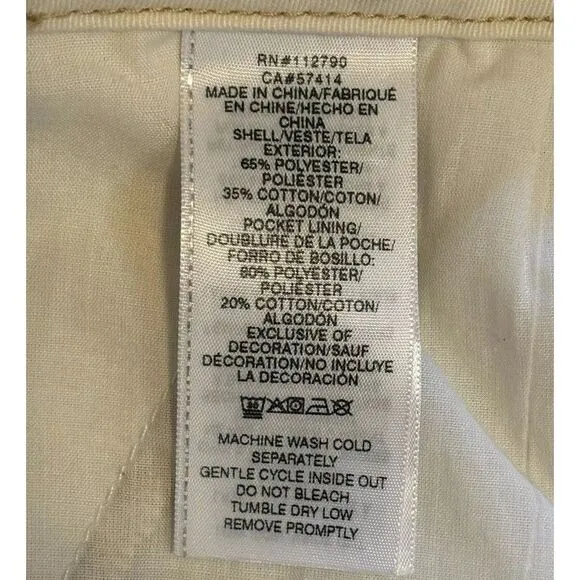 RN#112790
CA#57414
MADE IN CHINA/FABRIQUÉ
EN CHINE/HECHO EN
CHINA
SHELL/VESTE/TELA
EXTERIOR:
65% POLYESTER/
POLIÉSTER
35% COTTON/COTON/
ALGODÓN
POCKET LINING/
DOUBLURE DE LA POCHE/
FORRO DE BOSILLO:
80% POLYESTER/
POLIÉSTER
20% COTTON/COTON/
ALGODÓN
EXCLUSIVE OF
DECORATION/SAUF
DÉCORATION/NO INCLUYE
LA DECORACIÓN
MACHINE WASH COLD
SEPARATELY
GENTLE CYCLE INSIDE OUT
DO NOT BLEACH
TUMBLE DRY LOW
REMOVE PROMPTLY